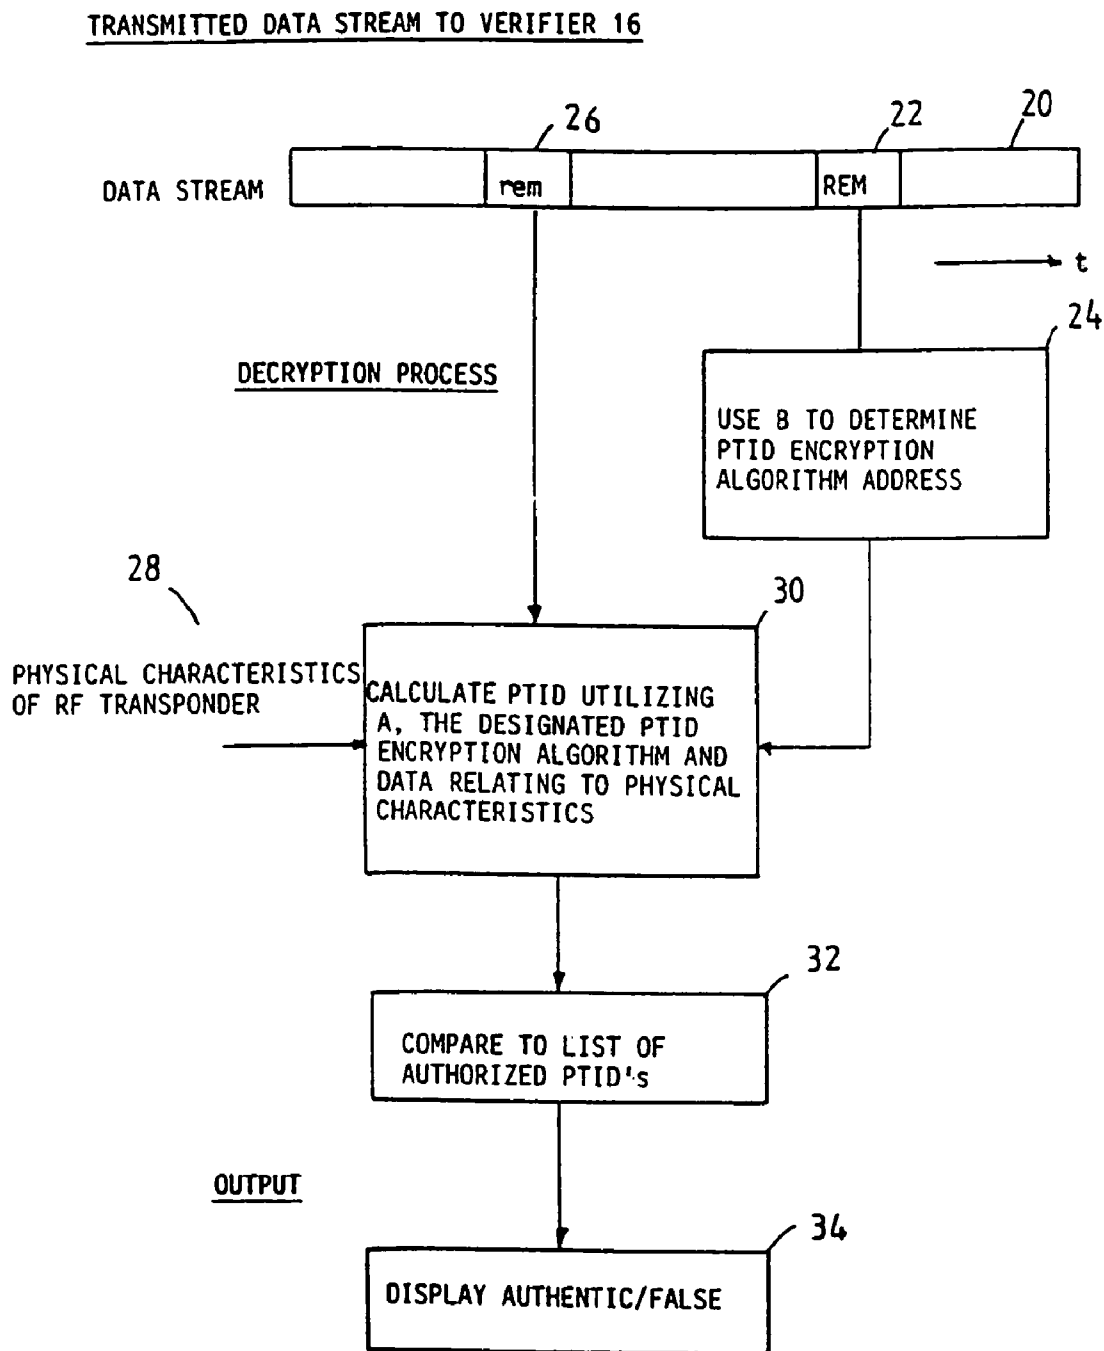 TRANSMITTED DATA STREAM TO VERIFIER 16
26
22
20
DATA STREAM
rem
REM
t
24
DECRYPTION PROCESS
USE B TO DETERMINE
PTID ENCRYPTION
ALGORITHM ADDRESS
28
30
PHYSICAL CHARACTERISTICS
OF RF TRANSPONDER
CALCULATE PTID UTILIZING
A, THE DESIGNATED PTID
ENCRYPTION ALGORITHM AND
DATA RELATING TO PHYSICAL
CHARACTERISTICS
32
COMPARE TO LIST OF
AUTHORIZED PTID's
OUTPUT
34
DISPLAY AUTHENTIC/FALSE